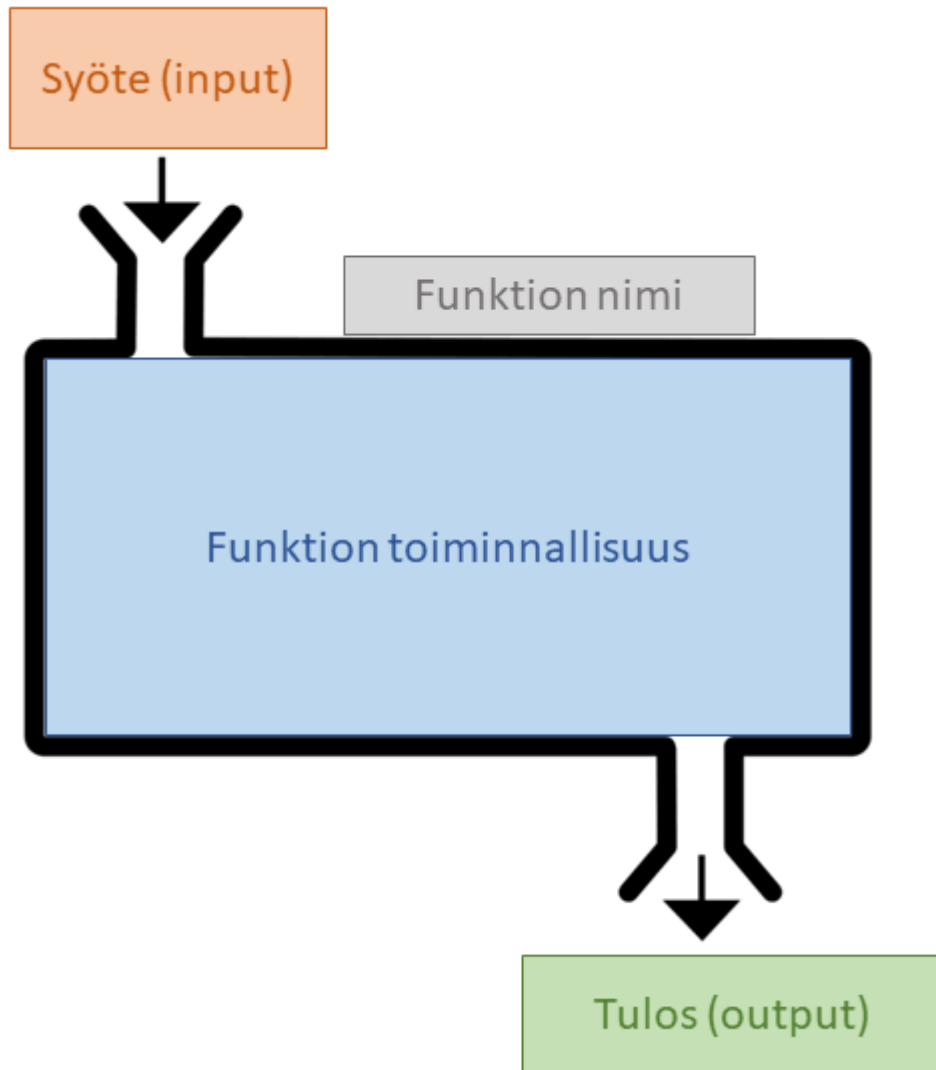 Syöte (input)
Funktion nimi
Funktion toiminnallisuus
Tulos (output)